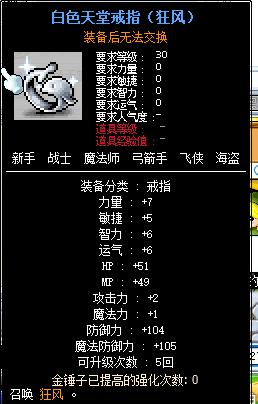 白色天堂戒指（狂风）
装备后无法交换
要求等级： 30
要求力量： 0
要求敏捷： 0
要求智力： 0
要求运气： 0
要求人气度：-
道具等级： -
道具经验值：-
新手 战士 魔法师 弓箭手 飞侠 海盗
装备分类 ： 戒指
力量 ： +7
敏捷 ： +5
智力 ： +6
运气 ： +6
HP ： +51
MP ： +49
攻击力 ： +2
魔法力 ： +1
防御力 ： +104
魔法防御力 ： +105
可升级次数 ： 5回
金锤子已提高的强化次数: 0
召唤 狂风 。